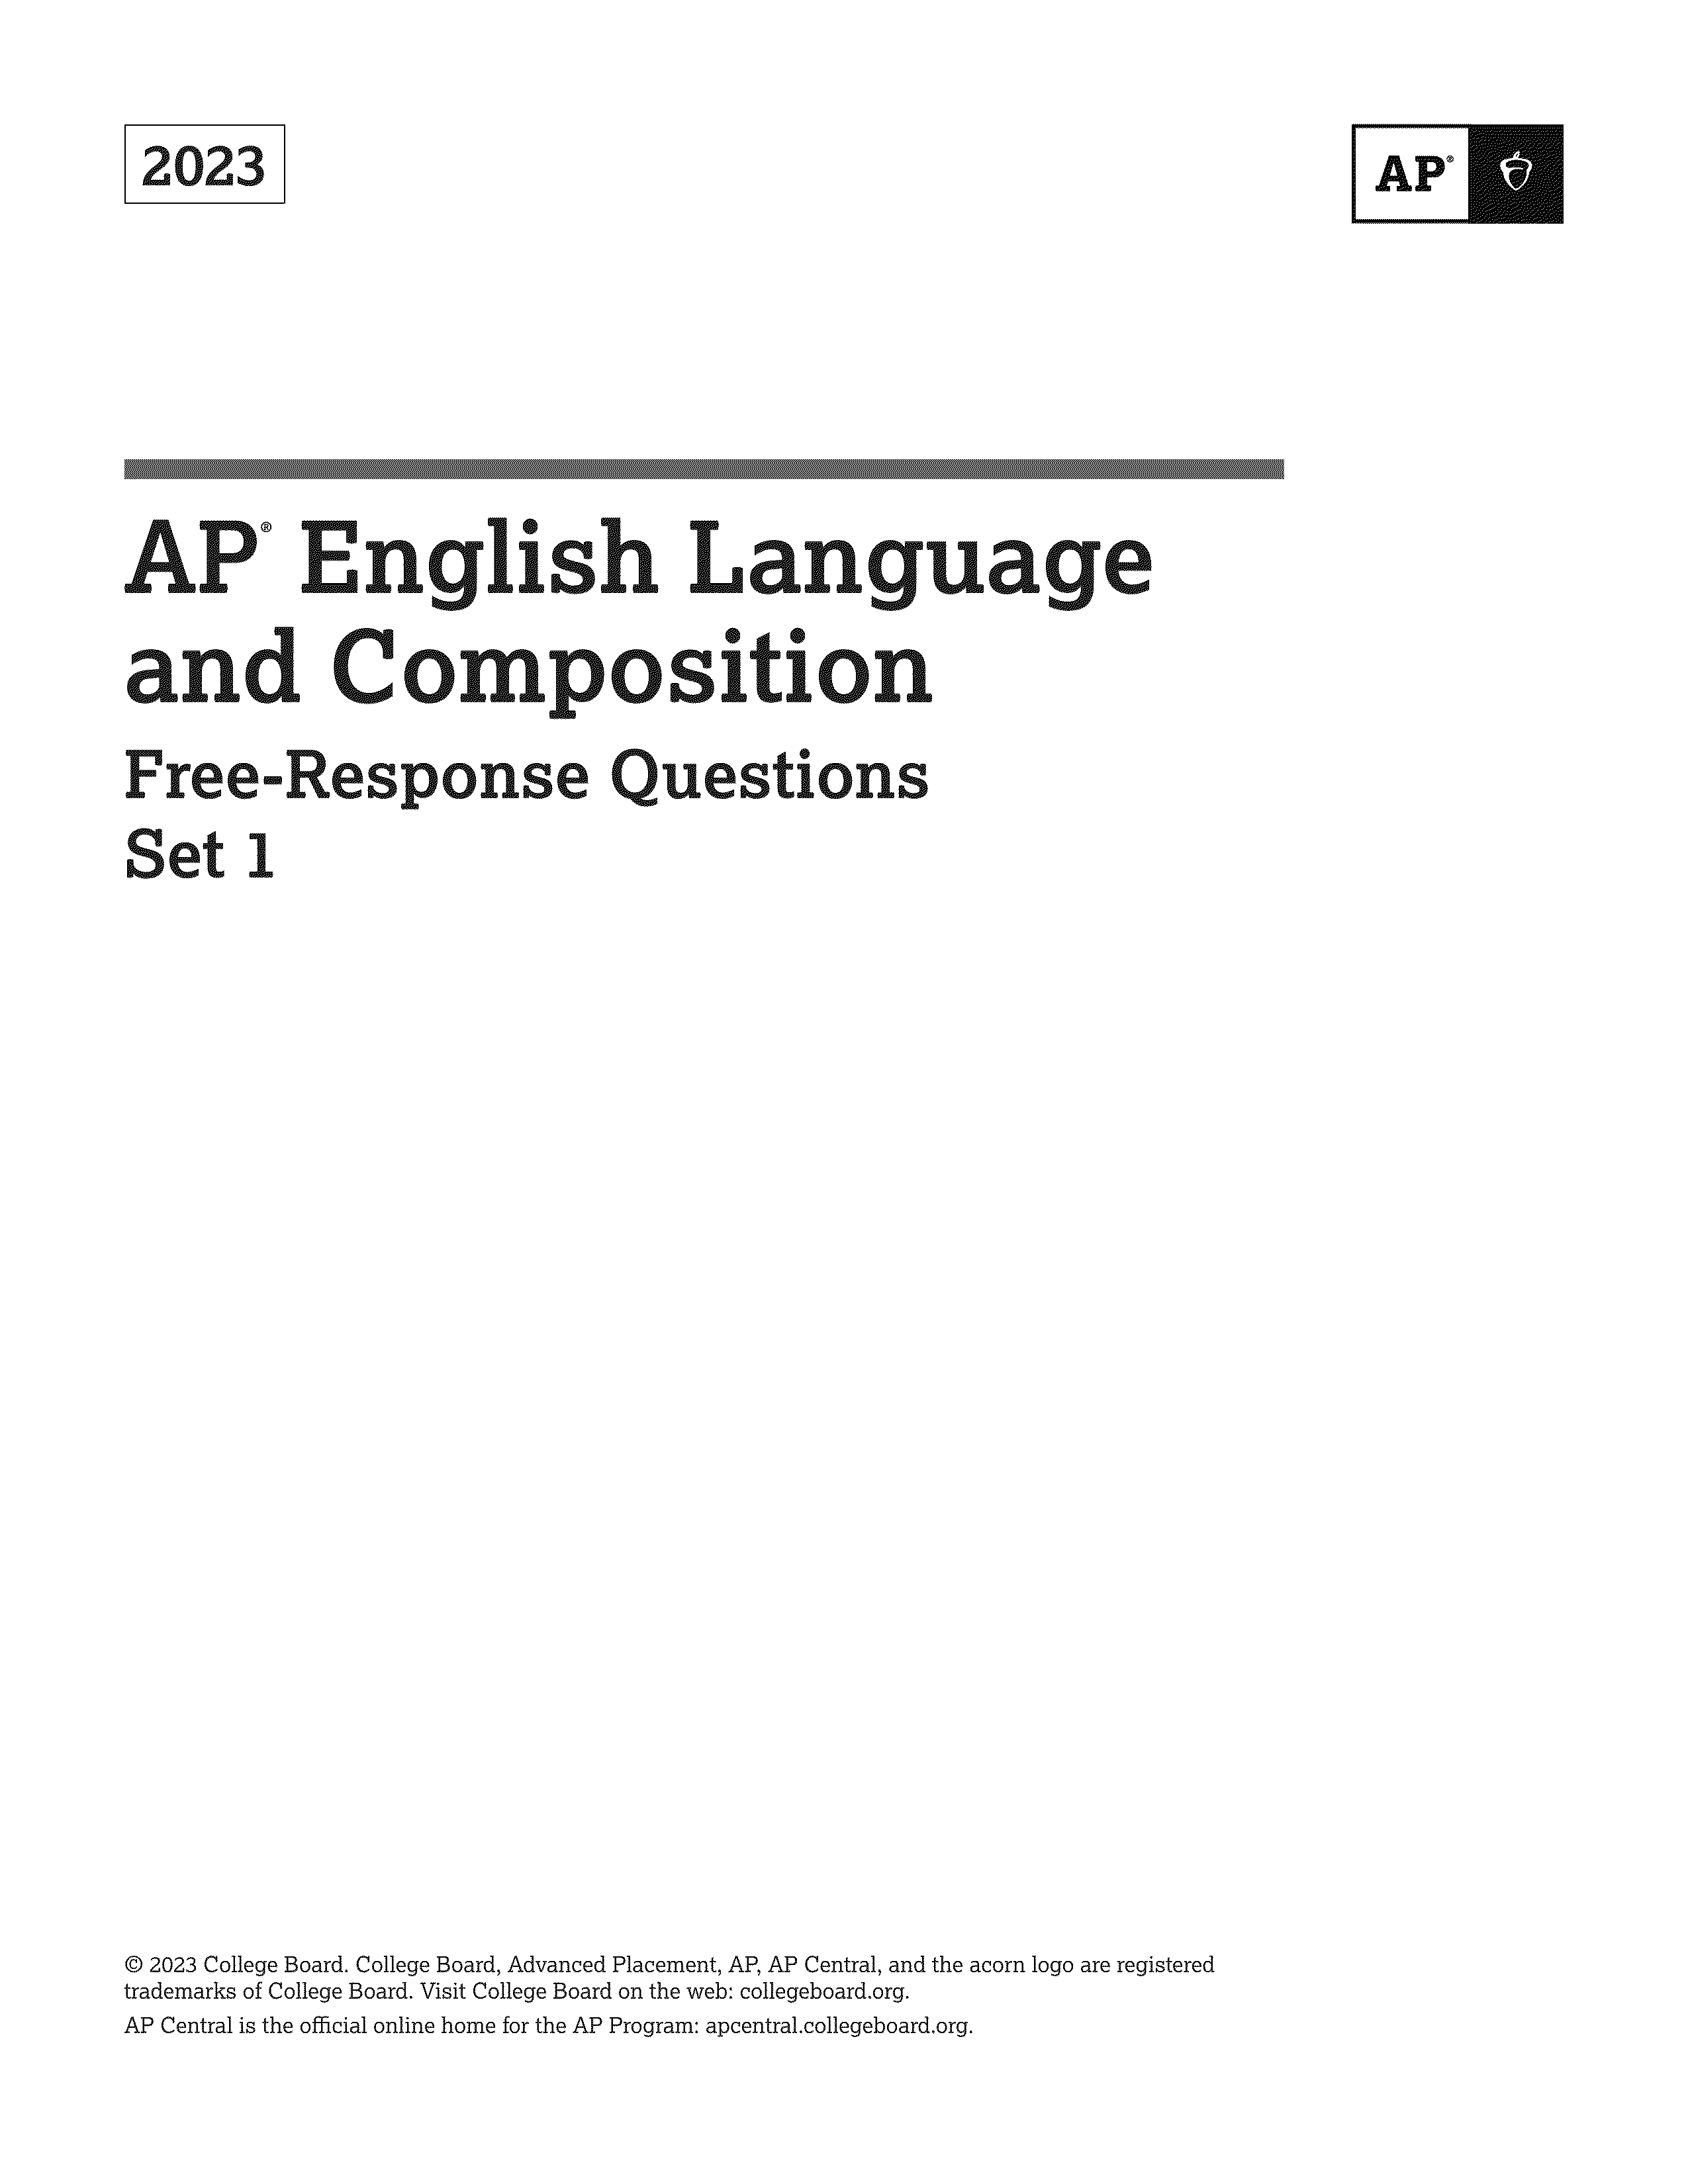 2023
AP®
AP® English Language
and Composition
Free-Response Questions
Set 1
© 2023 College Board. College Board, Advanced Placement, AP, AP Central, and the acorn logo are registered
trademarks of College Board. Visit College Board on the web: collegeboard.org.
AP Central is the official online home for the AP Program: apcentral.collegeboard.org.